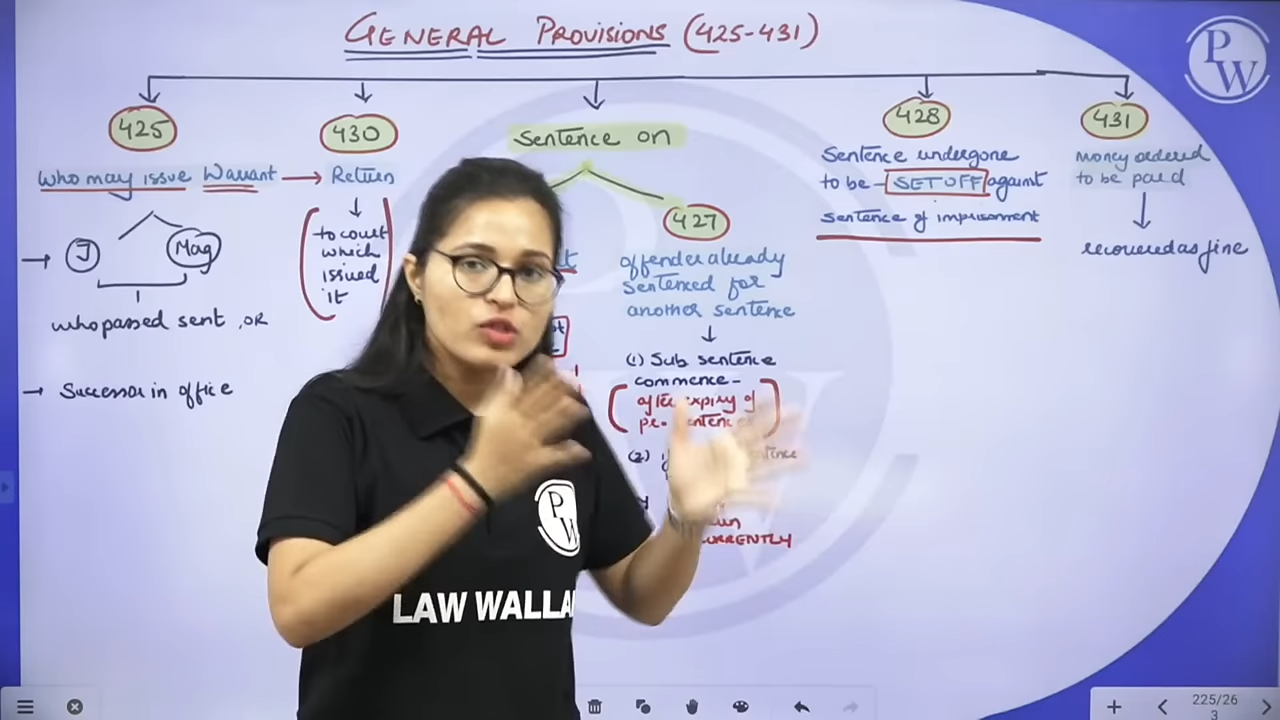 GENERAL PROVISIONS (425-431)
PW
425
who may issue Warrant
J Mag
who passed sent, OR
Successor in office
430
Return
to court
which
issued
it
Sentence on
427
offender already
sentenced for
another sentence
(1) Sub sentence
commence-
after expiry of
(2)
428
Sentence undergone
to be - SET OFF against
sentence of imprisonment
431
money ordered
to be paid
recovered as fine
PW
LAW WALLA
225/26
3